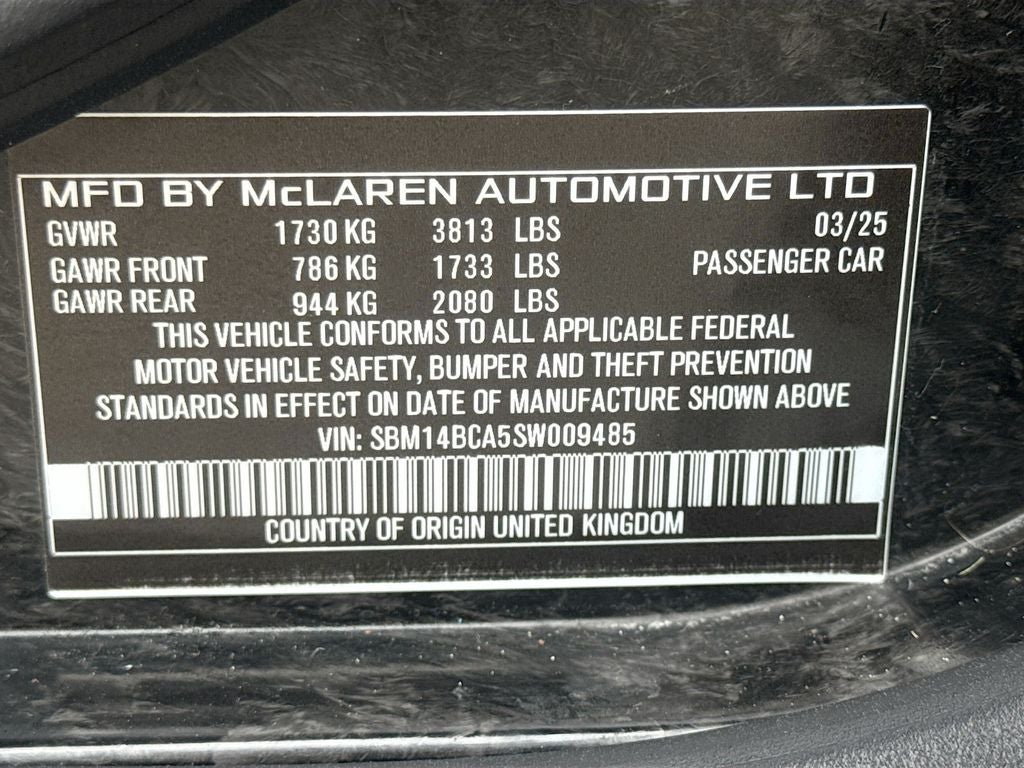 MFD BY McLAREN AUTOMOTIVE LTD
GVWR 1730 KG 3813 LBS 03/25
GAWR FRONT 786 KG 1733 LBS PASSENGER CAR
GAWR REAR 944 KG 2080 LBS
THIS VEHICLE CONFORMS TO ALL APPLICABLE FEDERAL
MOTOR VEHICLE SAFETY, BUMPER AND THEFT PREVENTION
STANDARDS IN EFFECT ON DATE OF MANUFACTURE SHOWN ABOVE
VIN: SBM14BCA5SW009485
COUNTRY OF ORIGIN UNITED KINGDOM